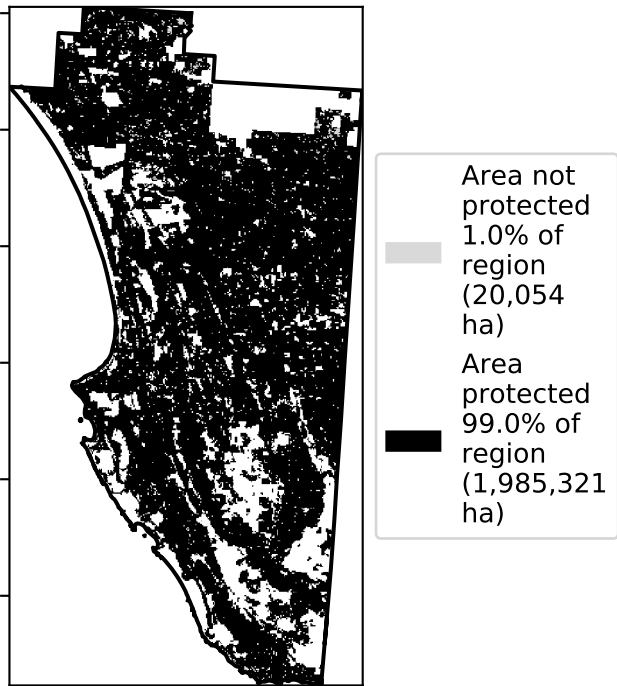 Area not
protected
1.0% of
region
(20,054
ha)
Area
protected
99.0% of
region
(1,985,321
ha)